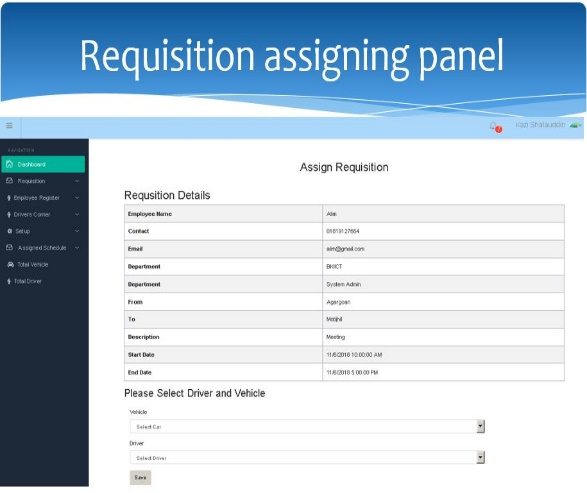 Requisition assigning panel
Kazi Shalauddin
NAVIGATION
Dashboard
Requisition
Employee Register
Drivers Corner
Setup
Assigned Schedule
Total Vehicle
Total Driver
Assign Requisition
Requsition Details
Employee Name Alim
Contact
Email alim@gmail.com
Department BKIICT
Department System Admin
From Agargoan
To Motijhil
Description Meeting
Start Date 11/6/2018 10:00:00 AM
End Date 11/6/2018 5:00:00 PM
Please Select Driver and Vehicle
Vehicle
Select Car
Driver
Select Driver
Save